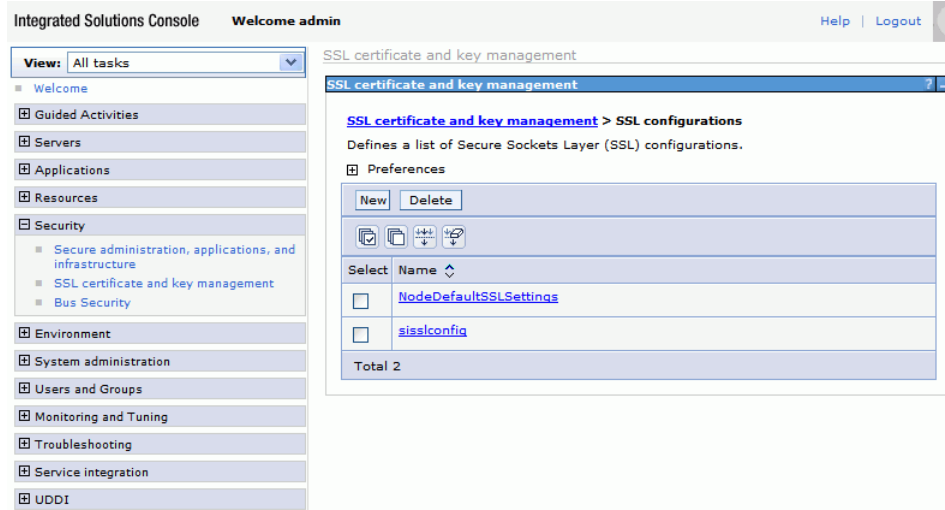 Integrated Solutions Console Welcome admin Help | Logout
View: All tasks
Welcome
Guided Activities
Servers
Applications
Resources
Security
Secure administration, applications, and
infrastructure
SSL certificate and key management
Bus Security
Environment
System administration
Users and Groups
Monitoring and Tuning
Troubleshooting
Service integration
UDDI
SSL certificate and key management
SSL certificate and key management ? -
SSL certificate and key management > SSL configurations
Defines a list of Secure Sockets Layer (SSL) configurations.
Preferences
New Delete
Select Name
NodeDefaultSSLSettings
sisslconfig
Total 2